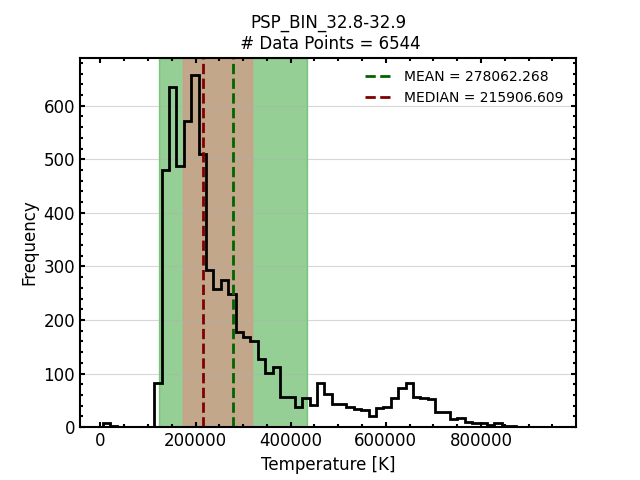 PSP_BIN_32.8-32.9
# Data Points = 6544
MEAN = 278062.268
MEDIAN = 215906.609
Frequency
600
500
400
300
200
100
0
0 200000 400000 600000 800000
Temperature [K]